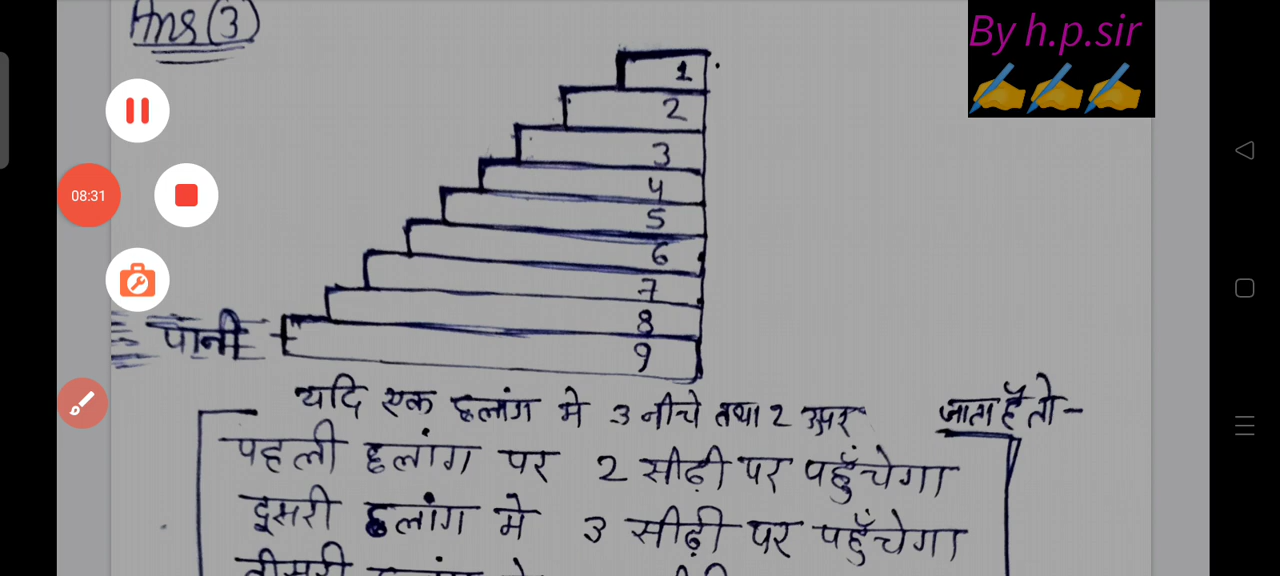 Ans (3)
By h.p.sir
1
2
3
4
5
6
7
8
9
08:31
पानी
यदि एक छलांग मे 3 नीचे तथा 2 ऊपर जाता है तो-
पहली छलांग पर 2 सीढ़ी पर पहुँचेगा
दूसरी छलांग मे 3 सीढ़ी पर पहुँचेगा